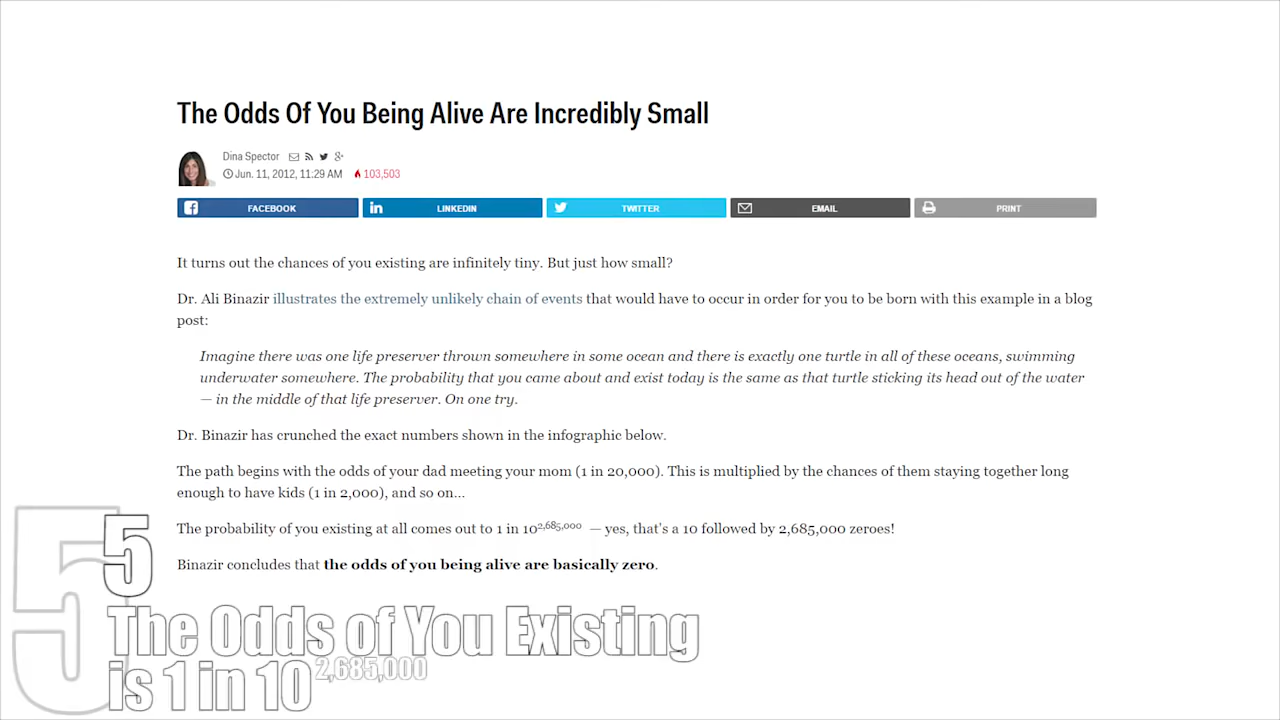 The Odds Of You Being Alive Are Incredibly Small
Dina Spector
Jun. 11, 2012, 11:29 AM 103,503
FACEBOOK LINKEDIN TWITTER EMAIL PRINT
It turns out the chances of you existing are infinitely tiny. But just how small?
Dr. Ali Binazir illustrates the extremely unlikely chain of events that would have to occur in order for you to be born with this example in a blog
post:
Imagine there was one life preserver thrown somewhere in some ocean and there is exactly one turtle in all of these oceans, swimming
underwater somewhere. The probability that you came about and exist today is the same as that turtle sticking its head out of the water
— in the middle of that life preserver. On one try.
Dr. Binazir has crunched the exact numbers shown in the infographic below.
The path begins with the odds of your dad meeting your mom (1 in 20,000). This is multiplied by the chances of them staying together long
enough to have kids (1 in 2,000), and so on...
The probability of you existing at all comes out to 1 in 10^2,685,000 — yes, that's a 10 followed by 2,685,000 zeroes!
Binazir concludes that the odds of you being alive are basically zero.
5
5
The Odds of You Existing
is 1 in 10^2,685,000